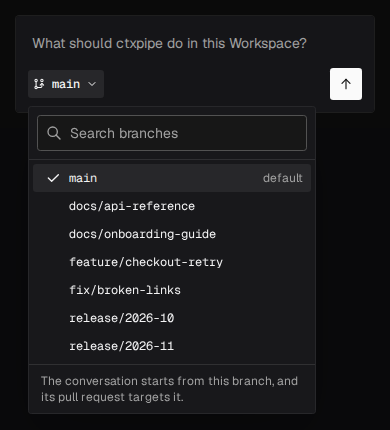 What should ctxpipe do in this Workspace?
main
Search branches
main default
docs/api-reference
docs/onboarding-guide
feature/checkout-retry
fix/broken-links
release/2026-10
release/2026-11
The conversation starts from this branch, and
its pull request targets it.